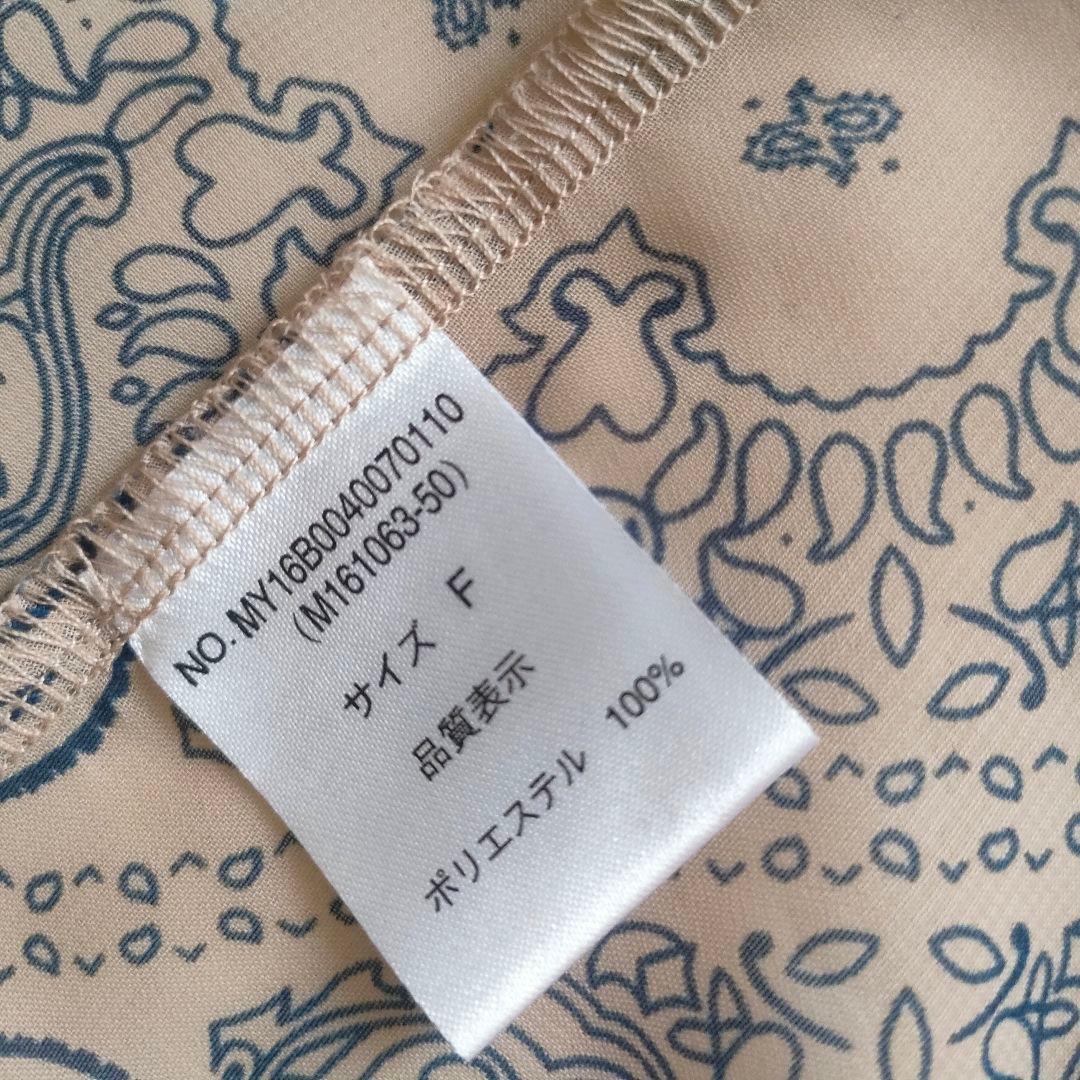 NO.MY16B0040070110
(M161063-50)
サイズ F
品質表示
ポリエステル 100%